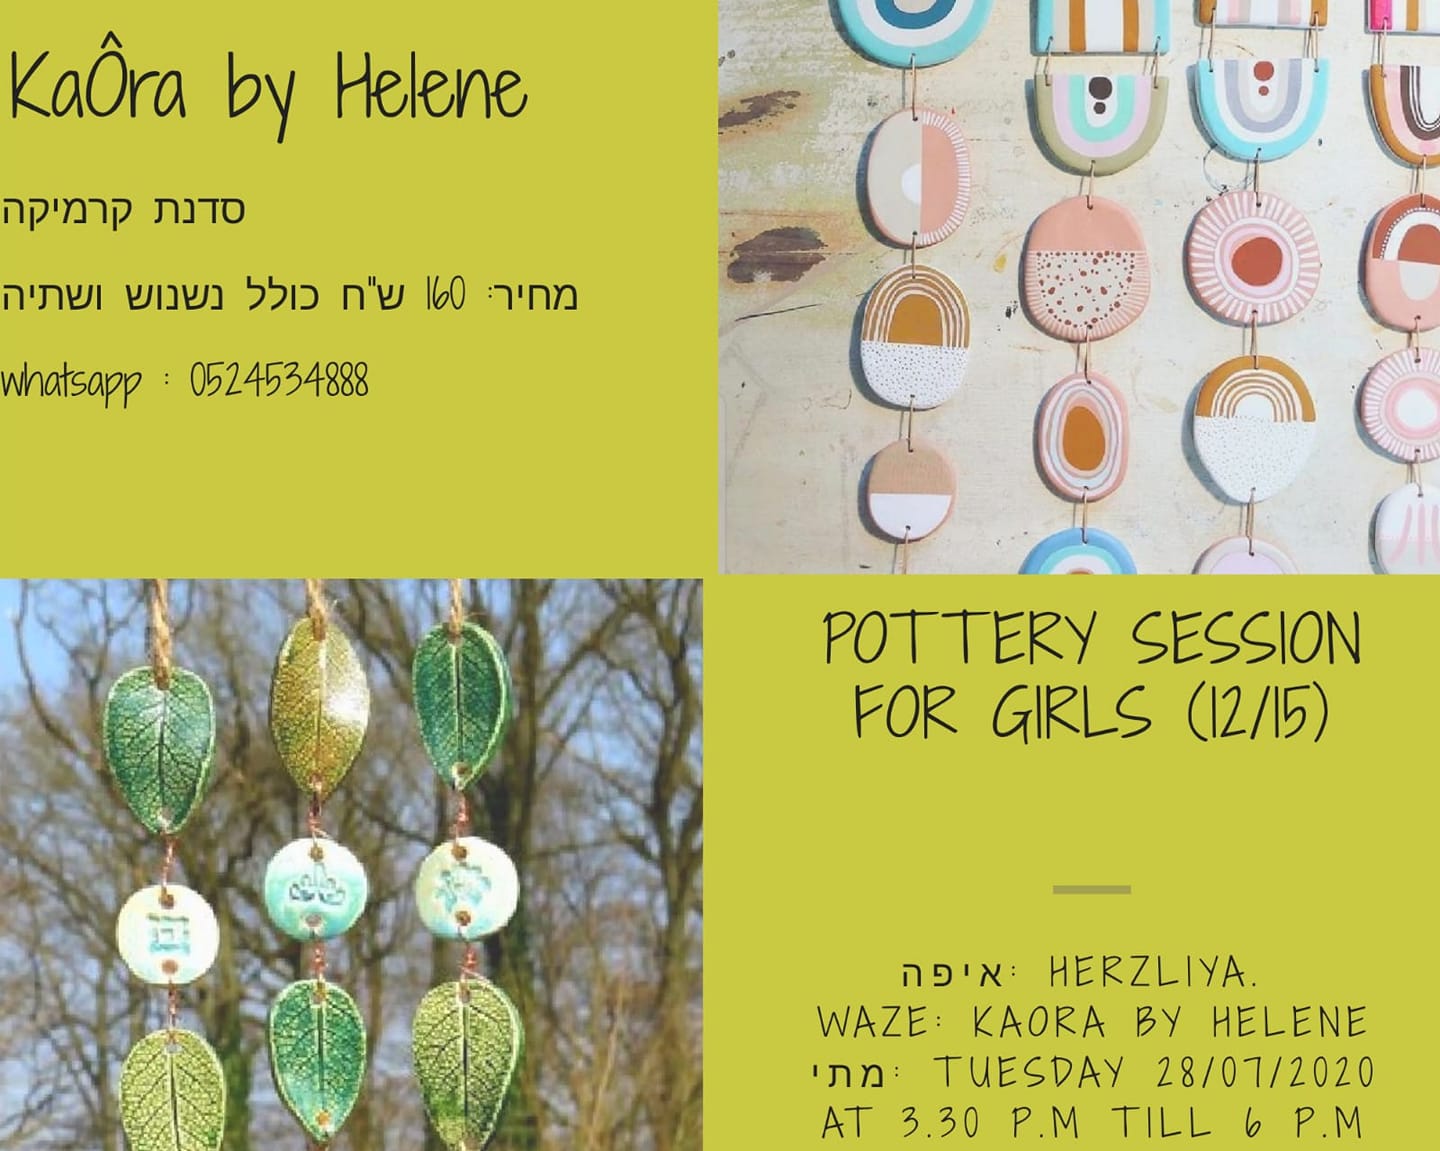 KaÔra by Helene
סדנת קרמיקה
מחיר: 160 ש"ח כולל נשנוש ושתיה
whatsapp : 0524534888
POTTERY SESSION
FOR GIRLS (12/15)
איפה: HERZLIYA.
WAZE: KAORA BY HELENE
מתי: TUESDAY 28/07/2020
AT 3.30 P.M TILL 6 P.M